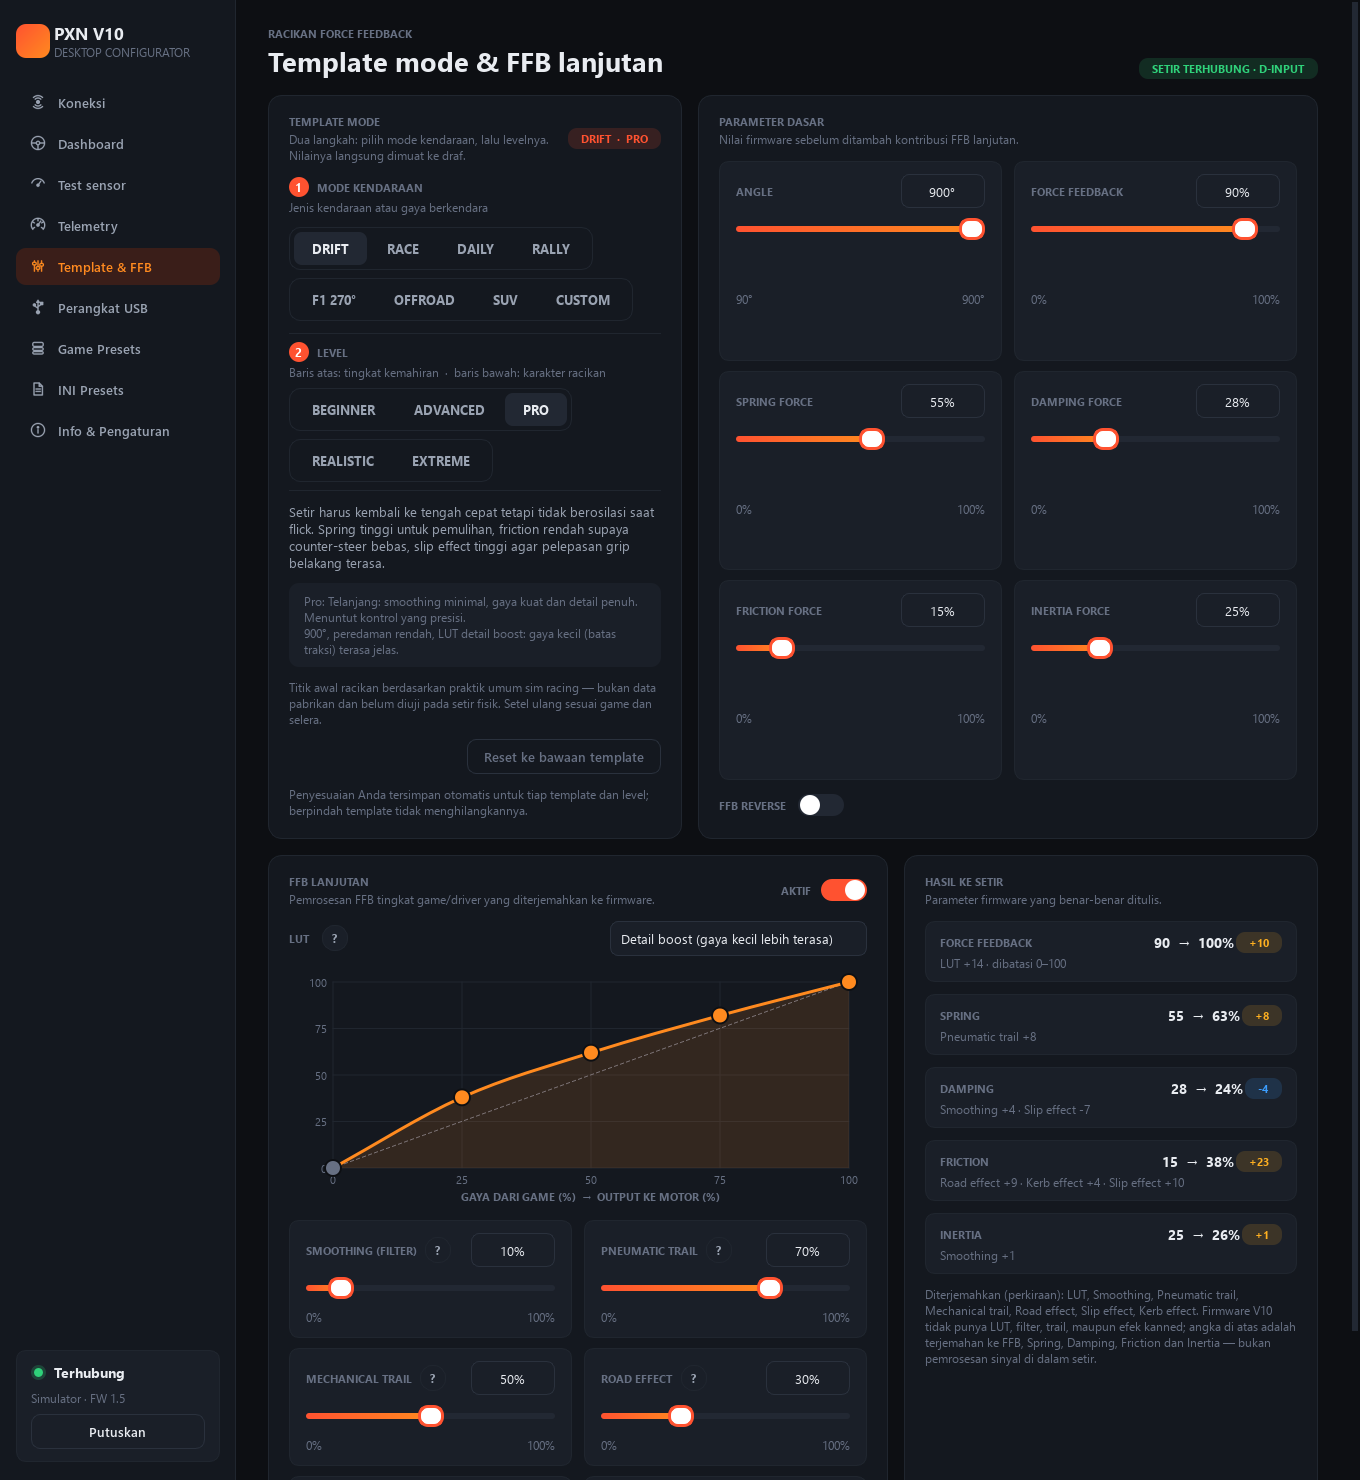 PXN V10
DESKTOP CONFIGURATOR
Koneksi
Dashboard
Test sensor
Telemetry
Template & FFB
Perangkat USB
Game Presets
INI Presets
Info & Pengaturan
Terhubung
Simulator · FW 1.5
Putuskan
RACIKAN FORCE FEEDBACK
Template mode & FFB lanjutan
SETIR TERHUBUNG · D-INPUT
TEMPLATE MODE
Dua langkah: pilih mode kendaraan, lalu levelnya.
Nilainya langsung dimuat ke draf.
DRIFT · PRO
1 MODE KENDARAAN
Jenis kendaraan atau gaya berkendara
DRIFT RACE DAILY RALLY
F1 270° OFFROAD SUV CUSTOM
2 LEVEL
Baris atas: tingkat kemahiran · baris bawah: karakter racikan
BEGINNER ADVANCED PRO
REALISTIC EXTREME
Setir harus kembali ke tengah cepat tetapi tidak berosilasi saat
flick. Spring tinggi untuk pemulihan, friction rendah supaya
counter-steer bebas, slip effect tinggi agar pelepasan grip
belakang terasa.
Pro: Telanjang: smoothing minimal, gaya kuat dan detail penuh.
Menuntut kontrol yang presisi.
900°, peredaman rendah, LUT detail boost: gaya kecil (batas
traksi) terasa jelas.
Titik awal racikan berdasarkan praktik umum sim racing — bukan data
pabrikan dan belum diuji pada setir fisik. Setel ulang sesuai game dan
selera.
Reset ke bawaan template
Penyesuaian Anda tersimpan otomatis untuk tiap template dan level;
berpindah template tidak menghilangkannya.
PARAMETER DASAR
Nilai firmware sebelum ditambah kontribusi FFB lanjutan.
ANGLE 900°
90° 900°
FORCE FEEDBACK 90%
0% 100%
SPRING FORCE 55%
0% 100%
DAMPING FORCE 28%
0% 100%
FRICTION FORCE 15%
0% 100%
INERTIA FORCE 25%
0% 100%
FFB REVERSE
FFB LANJUTAN
Pemrosesan FFB tingkat game/driver yang diterjemahkan ke firmware.
AKTIF
LUT ? Detail boost (gaya kecil lebih terasa)
100
75
50
25
0
0 25 50 75 100
GAYA DARI GAME (%) → OUTPUT KE MOTOR (%)
SMOOTHING (FILTER) ? 10%
0% 100%
PNEUMATIC TRAIL ? 70%
0% 100%
MECHANICAL TRAIL ? 50%
0% 100%
ROAD EFFECT ? 30%
0% 100%
HASIL KE SETIR
Parameter firmware yang benar-benar ditulis.
FORCE FEEDBACK 90 → 100% +10
LUT +14 · dibatasi 0–100
SPRING 55 → 63% +8
Pneumatic trail +8
DAMPING 28 → 24% -4
Smoothing +4 · Slip effect -7
FRICTION 15 → 38% +23
Road effect +9 · Kerb effect +4 · Slip effect +10
INERTIA 25 → 26% +1
Smoothing +1
Diterjemahkan (perkiraan): LUT, Smoothing, Pneumatic trail,
Mechanical trail, Road effect, Slip effect, Kerb effect. Firmware V10
tidak punya LUT, filter, trail, maupun efek kanned; angka di atas adalah
terjemahan ke FFB, Spring, Damping, Friction dan Inertia — bukan
pemrosesan sinyal di dalam setir.